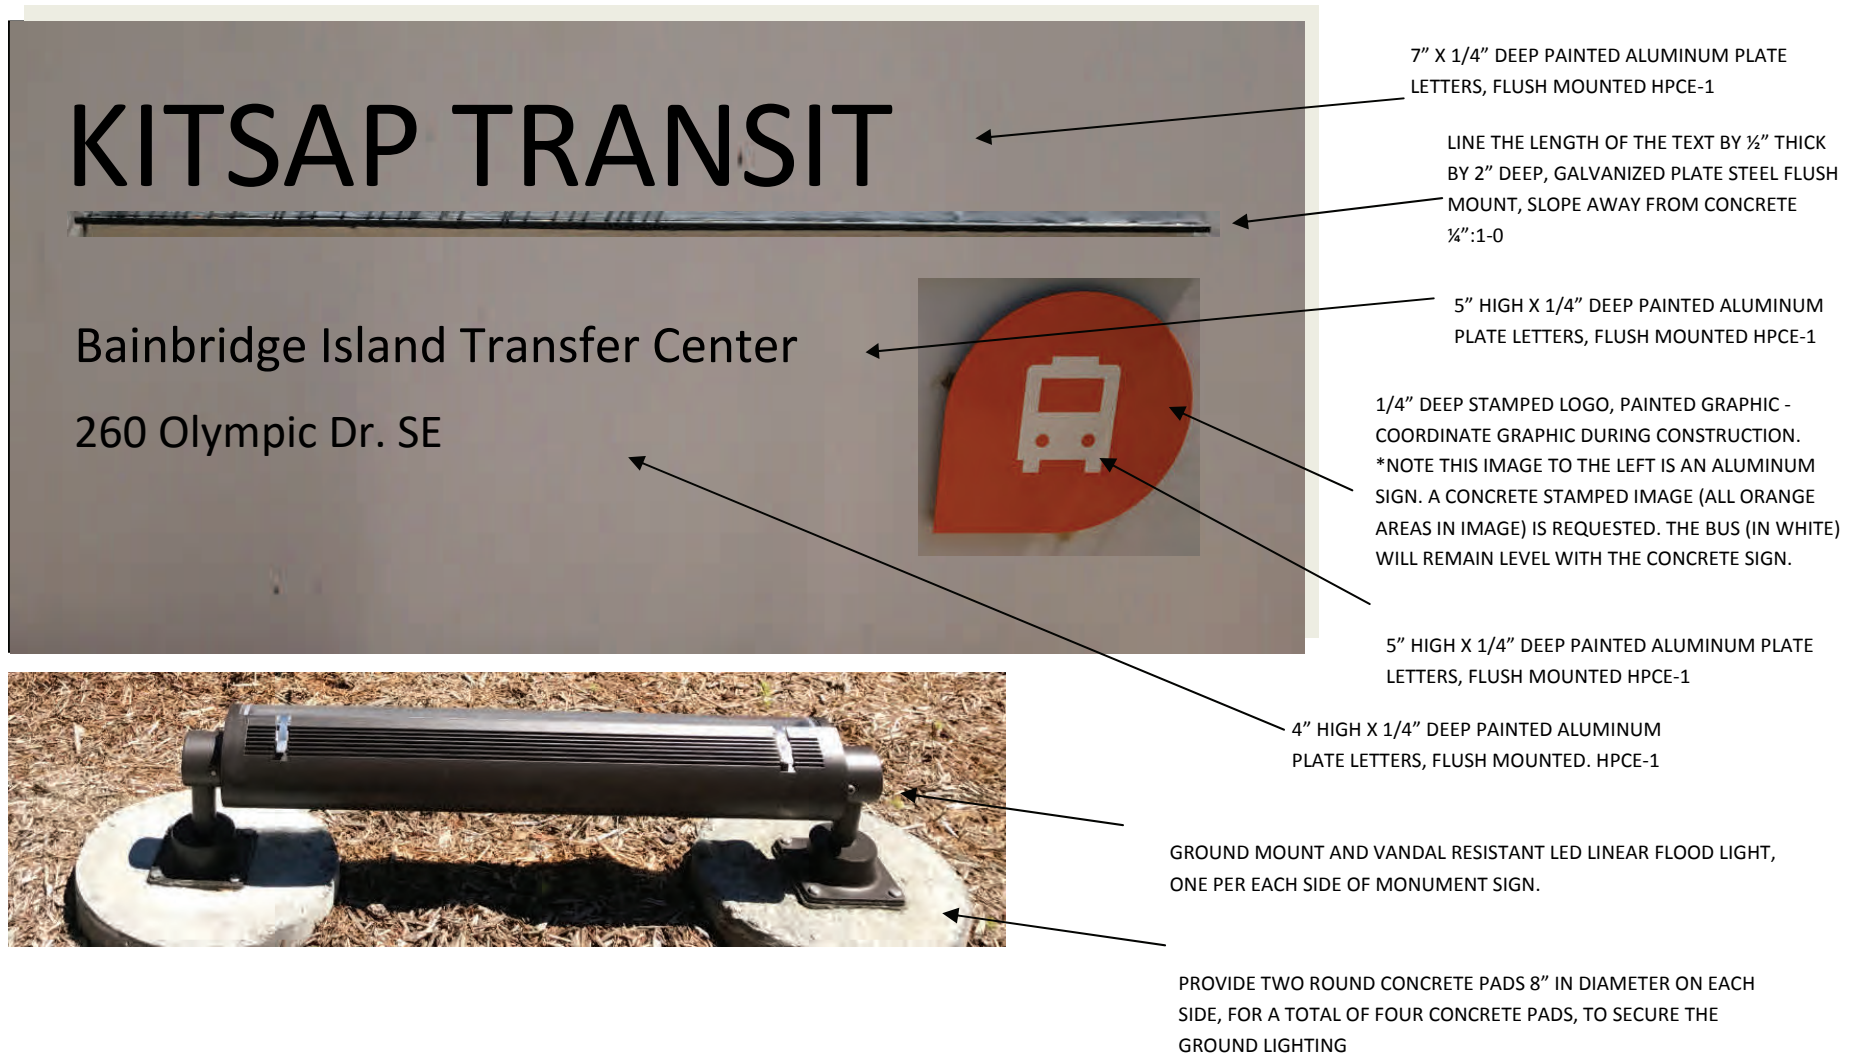 KITSAP TRANSIT
Bainbridge Island Transfer Center
260 Olympic Dr. SE
7” X 1/4” DEEP PAINTED ALUMINUM PLATE
LETTERS, FLUSH MOUNTED HPCE-1
LINE THE LENGTH OF THE TEXT BY ½” THICK
BY 2” DEEP, GALVANIZED PLATE STEEL FLUSH
MOUNT, SLOPE AWAY FROM CONCRETE
¼”:1-0
5” HIGH X 1/4” DEEP PAINTED ALUMINUM
PLATE LETTERS, FLUSH MOUNTED HPCE-1
1/4” DEEP STAMPED LOGO, PAINTED GRAPHIC -
COORDINATE GRAPHIC DURING CONSTRUCTION.
*NOTE THIS IMAGE TO THE LEFT IS AN ALUMINUM
SIGN. A CONCRETE STAMPED IMAGE (ALL ORANGE
AREAS IN IMAGE) IS REQUESTED. THE BUS (IN WHITE)
WILL REMAIN LEVEL WITH THE CONCRETE SIGN.
5” HIGH X 1/4” DEEP PAINTED ALUMINUM PLATE
LETTERS, FLUSH MOUNTED HPCE-1
4” HIGH X 1/4” DEEP PAINTED ALUMINUM
PLATE LETTERS, FLUSH MOUNTED. HPCE-1
GROUND MOUNT AND VANDAL RESISTANT LED LINEAR FLOOD LIGHT,
ONE PER EACH SIDE OF MONUMENT SIGN.
PROVIDE TWO ROUND CONCRETE PADS 8” IN DIAMETER ON EACH
SIDE, FOR A TOTAL OF FOUR CONCRETE PADS, TO SECURE THE
GROUND LIGHTING